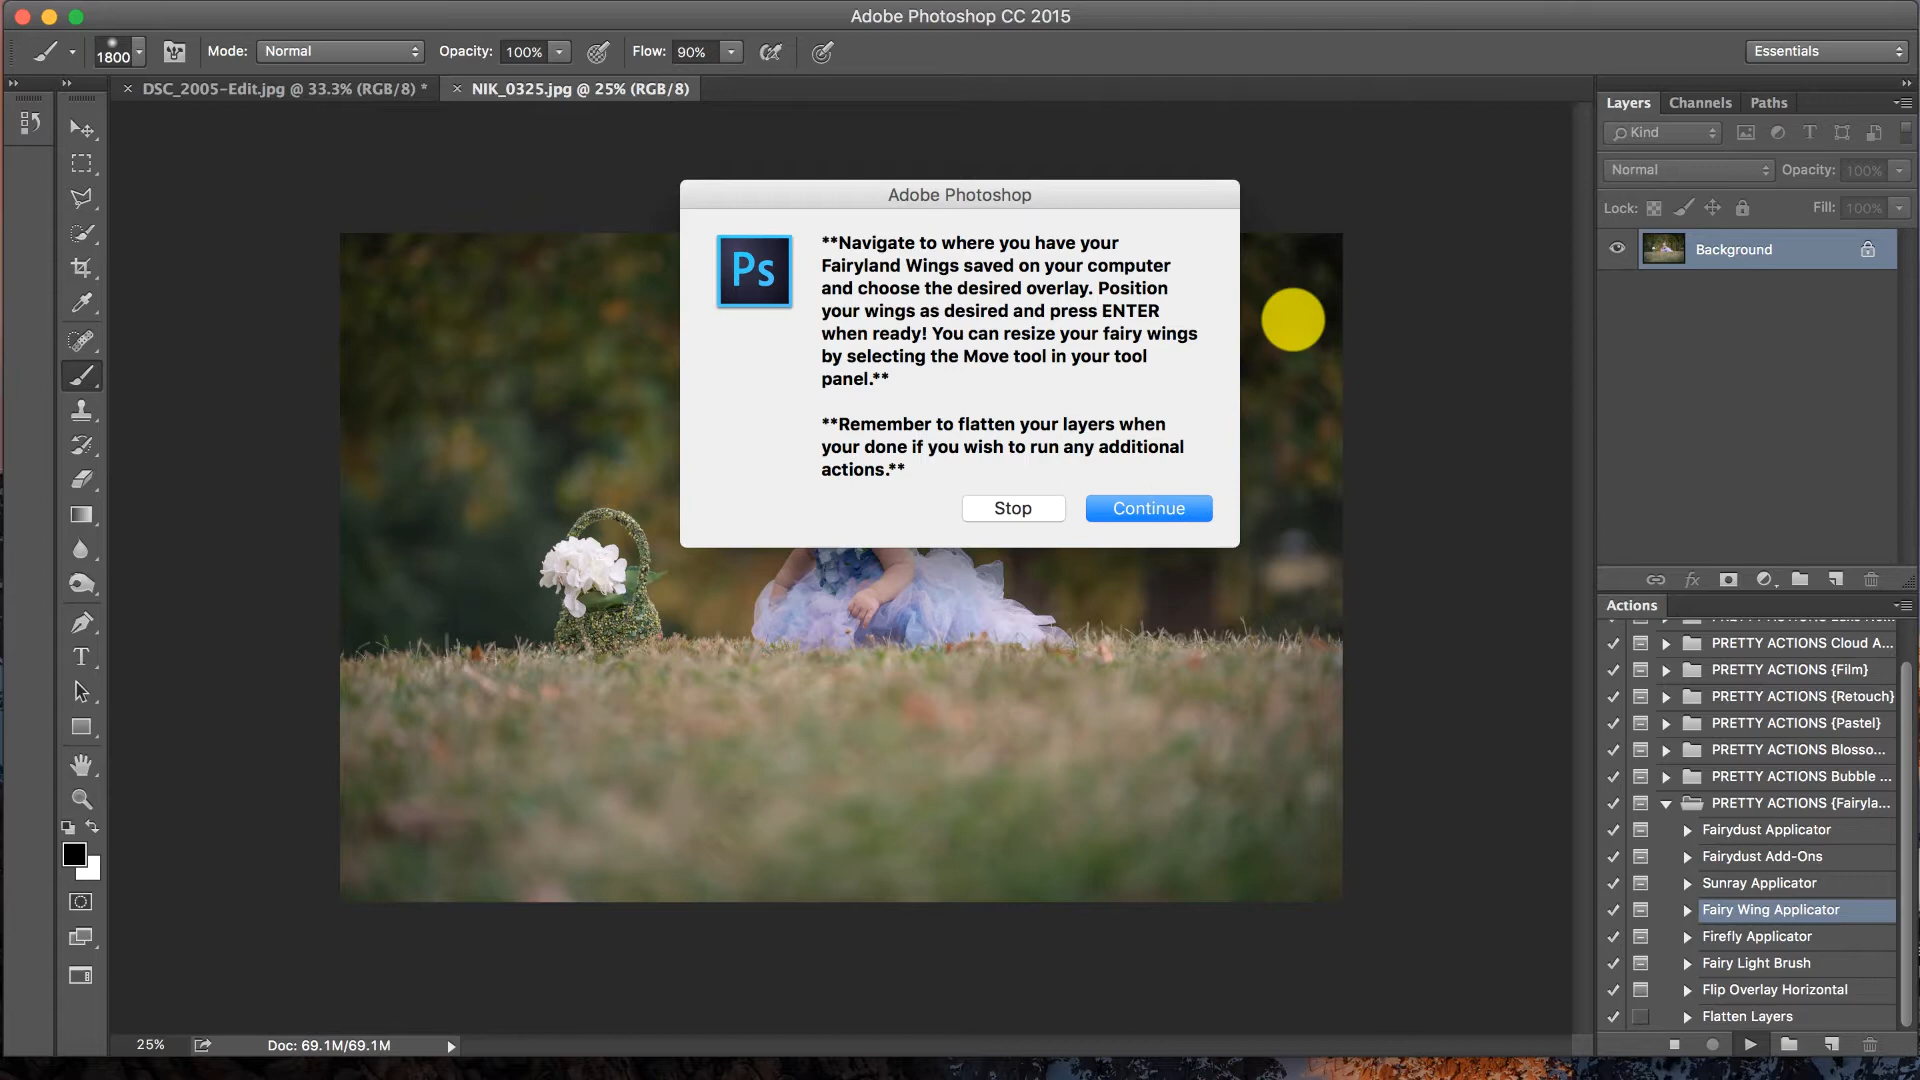 Adobe Photoshop CC 2015
1800
Mode: Normal
Opacity: 100%
Flow: 90%
Essentials
DSC_2005-Edit.jpg @ 33.3% (RGB/8) *
NIK_0325.jpg @ 25% (RGB/8)
Layers Channels Paths
Kind
Normal Opacity: 100%
Lock: Fill: 100%
Background
Adobe Photoshop
Ps
**Navigate to where you have your
Fairyland Wings saved on your computer
and choose the desired overlay. Position
your wings as desired and press ENTER
when ready! You can resize your fairy wings
by selecting the Move tool in your tool
panel.**
**Remember to flatten your layers when
your done if you wish to run any additional
actions.**
Stop Continue
fx
Actions
PRETTY ACTIONS Cloud A...
PRETTY ACTIONS {Film}
PRETTY ACTIONS {Retouch}
PRETTY ACTIONS {Pastel}
PRETTY ACTIONS Blosso...
PRETTY ACTIONS Bubble ...
PRETTY ACTIONS {Fairyla...
Fairydust Applicator
Fairydust Add-Ons
Sunray Applicator
Fairy Wing Applicator
Firefly Applicator
Fairy Light Brush
Flip Overlay Horizontal
Flatten Layers
25% Doc: 69.1M/69.1M